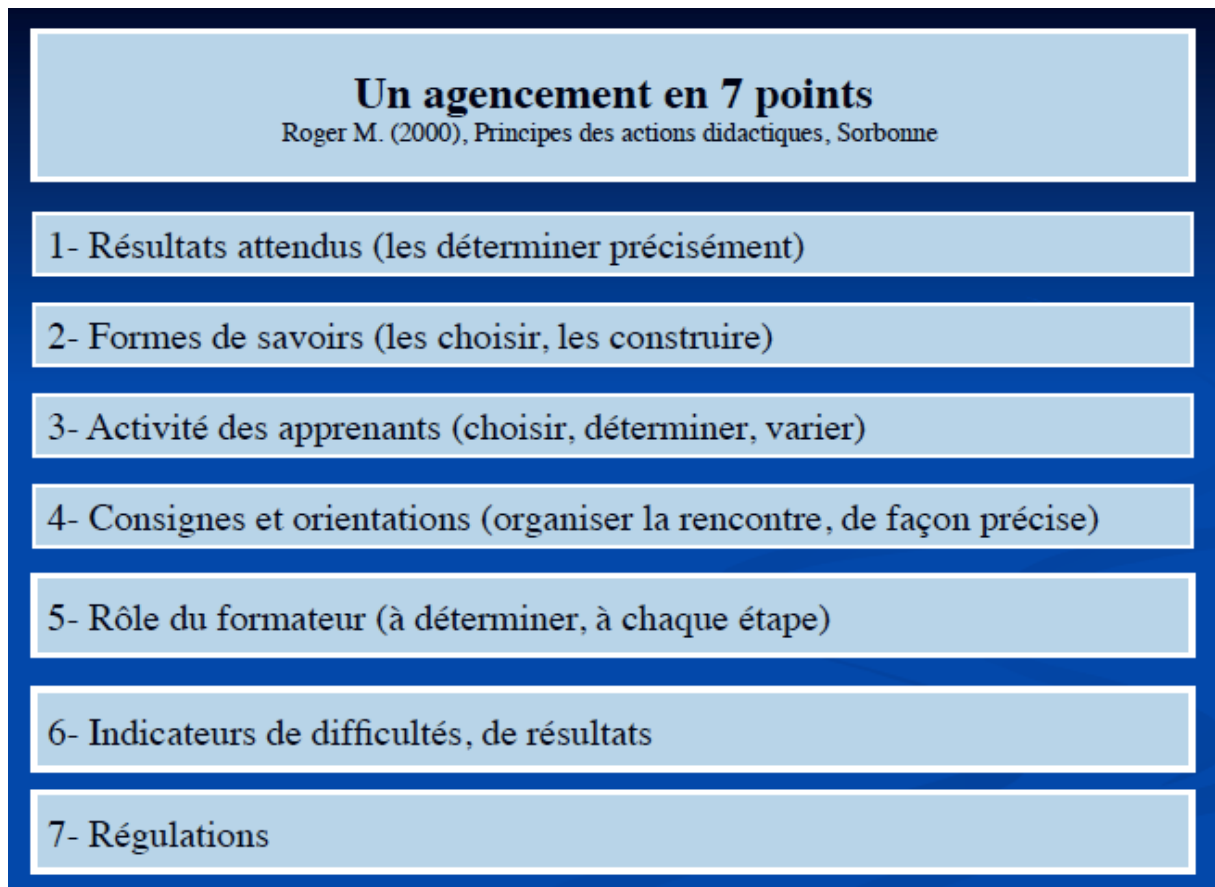 Un agencement en 7 points
Roger M. (2000), Principes des actions didactiques, Sorbonne
1- Résultats attendus (les déterminer précisément)
2- Formes de savoirs (les choisir, les construire)
3- Activité des apprenants (choisir, déterminer, varier)
4- Consignes et orientations (organiser la rencontre, de façon précise)
5- Rôle du formateur (à déterminer, à chaque étape)
6- Indicateurs de difficultés, de résultats
7- Régulations